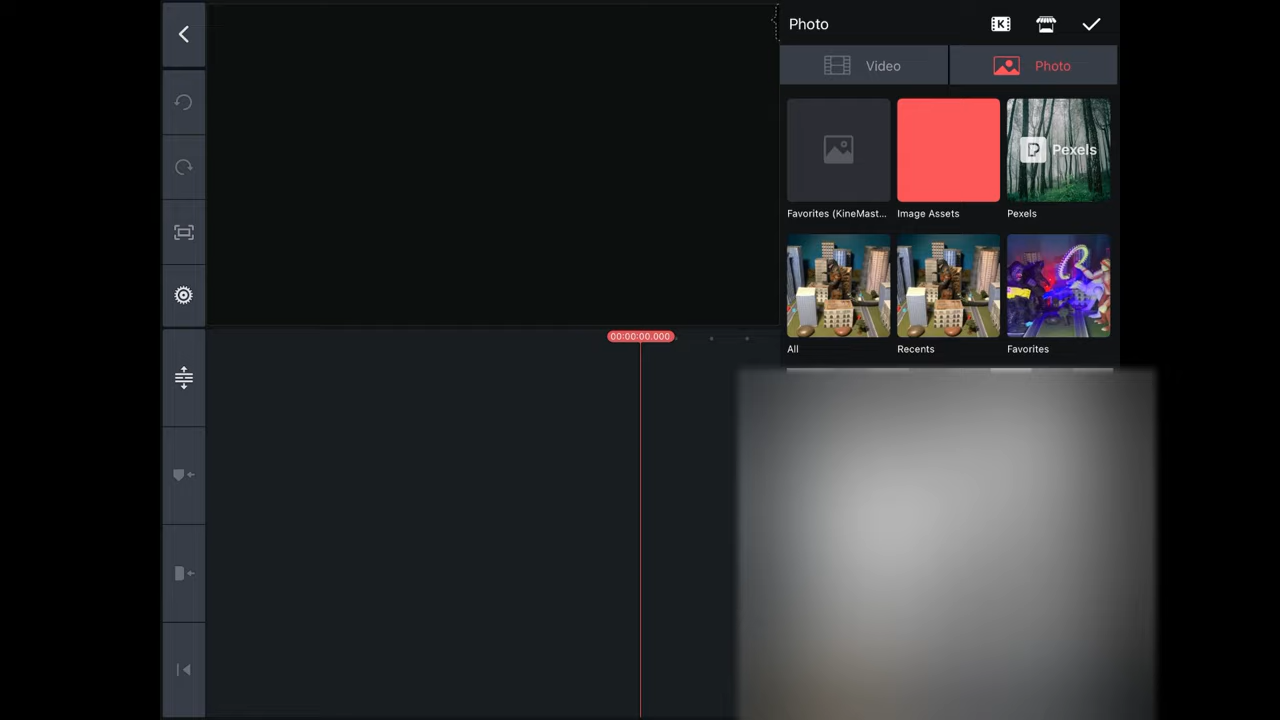 Photo
K
Video
Photo
Pexels
Favorites (KineMast...
Image Assets
Pexels
All
Recents
Favorites
00:00:00.000